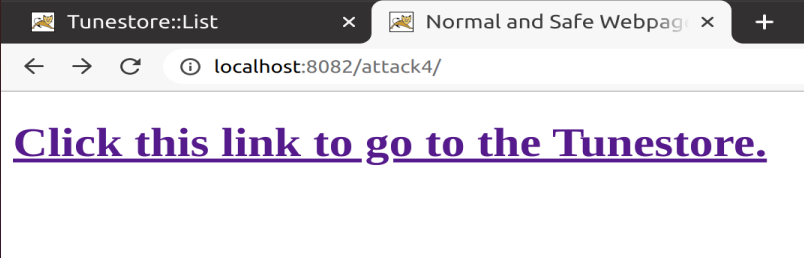 Tunestore::List
Normal and Safe Webpag
localhost:8082/attack4/
Click this link to go to the Tunestore.